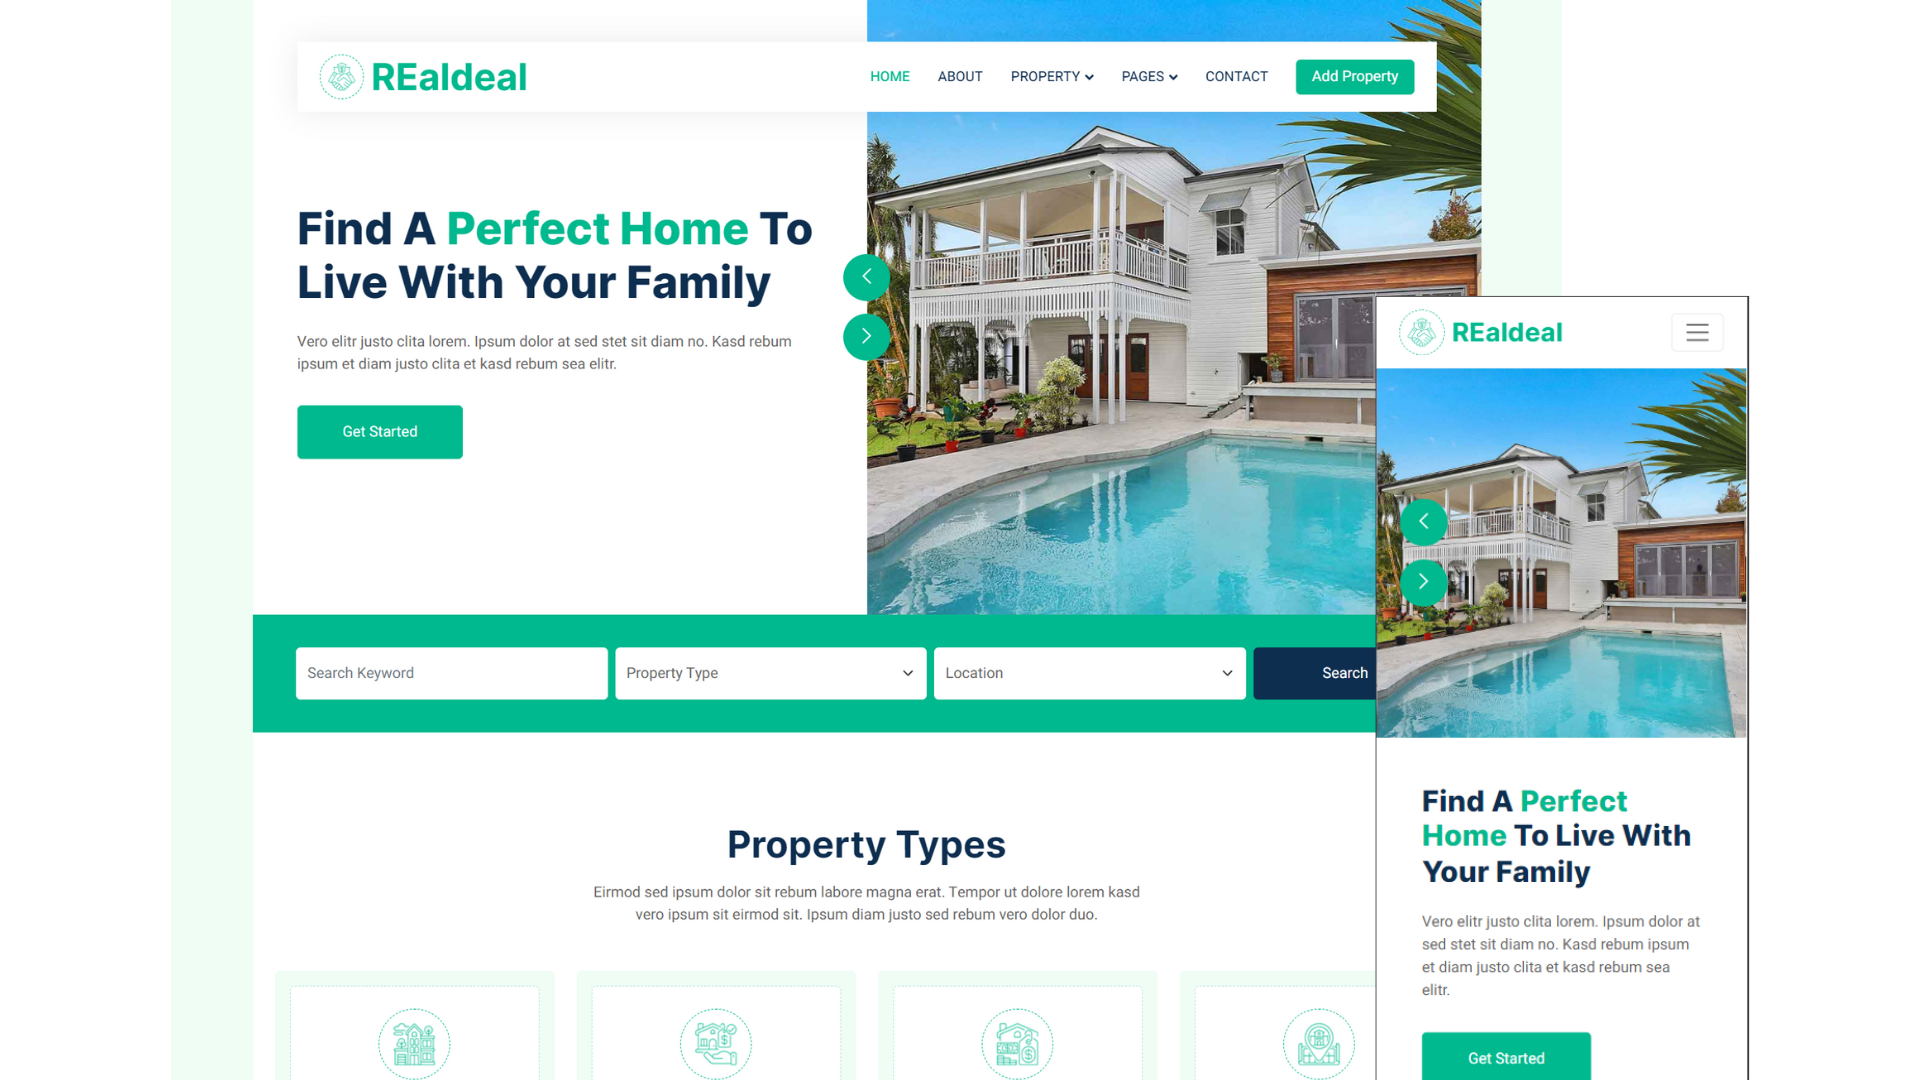 REaldeal
HOME ABOUT PROPERTY PAGES CONTACT Add Property
Find A Perfect Home To
Live With Your Family
Vero elitr justo clita lorem. Ipsum dolor at sed stet sit diam no. Kasd rebum
ipsum et diam justo clita et kasd rebum sea elitr.
Get Started
Search Keyword Property Type Location Search
Property Types
Eirmod sed ipsum dolor sit rebum labore magna erat. Tempor ut dolore lorem kasd
vero ipsum sit eirmod sit. Ipsum diam justo sed rebum vero dolor duo.
REaldeal
Find A Perfect
Home To Live With
Your Family
Vero elitr justo clita lorem. Ipsum dolor at
sed stet sit diam no. Kasd rebum ipsum
et diam justo clita et kasd rebum sea
elitr.
Get Started